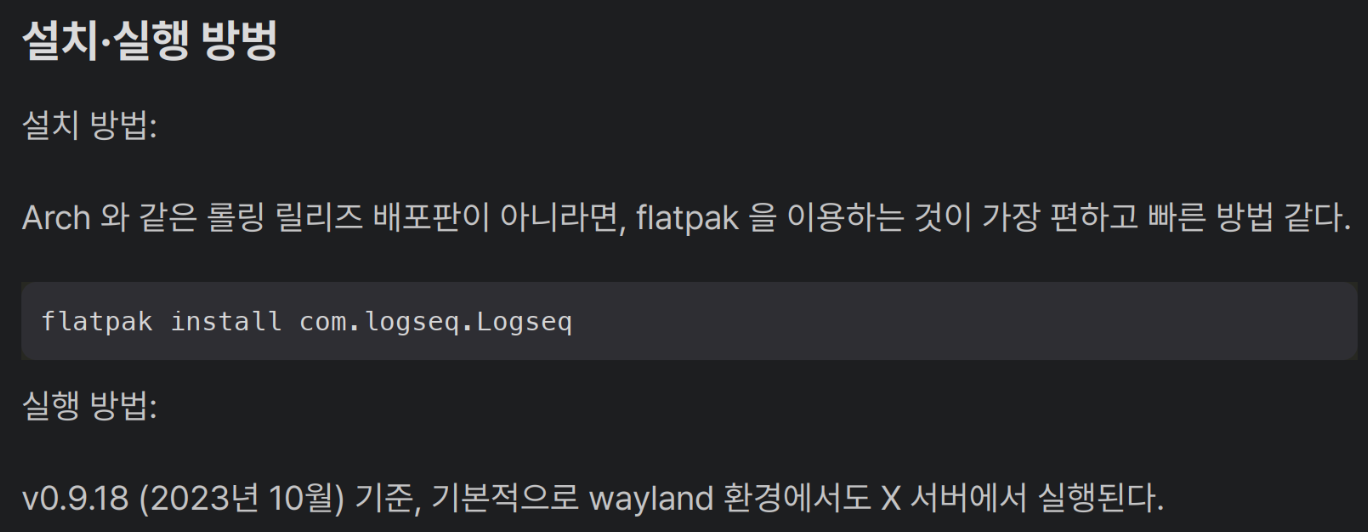 설치·실행 방벙
설치 방법:
Arch 와 같은 롤링 릴리즈 배포판이 아니라면, flatpak 을 이용하는 것이 가장 편하고 빠른 방법 같다.
flatpak install com.logseq.Logseq
실행 방법:
v0.9.18 (2023년 10월) 기준, 기본적으로 wayland 환경에서도 X 서버에서 실행된다.